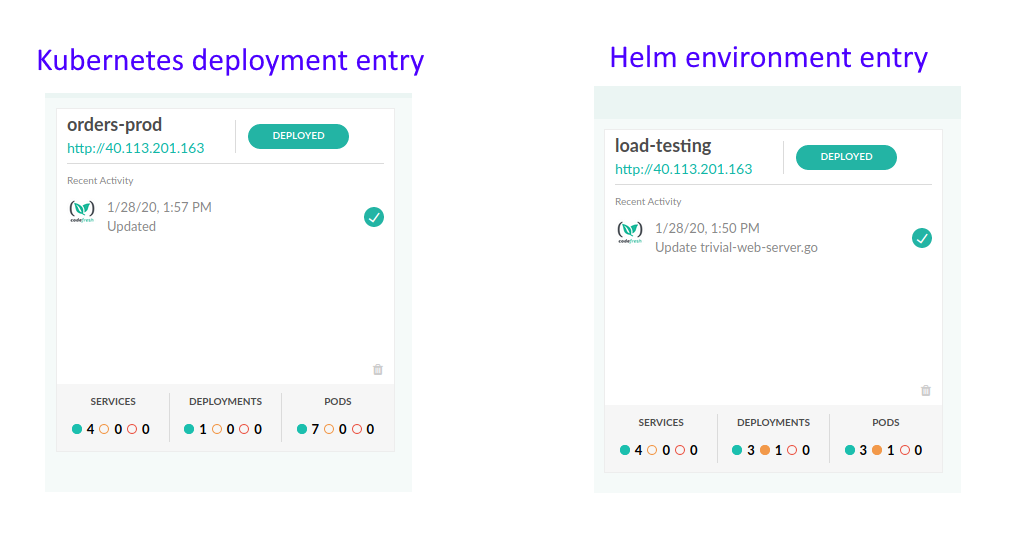 Kubernetes deployment entry
orders-prod
http://40.113.201.163
DEPLOYED
Recent Activity
codefresh
1/28/20, 1:57 PM
Updated
SERVICES
4 0 0
DEPLOYMENTS
1 0 0
PODS
7 0 0
Helm environment entry
load-testing
http://40.113.201.163
DEPLOYED
Recent Activity
codefresh
1/28/20, 1:50 PM
Update trivial-web-server.go
SERVICES
4 0 0
DEPLOYMENTS
3 1 0
PODS
3 1 0